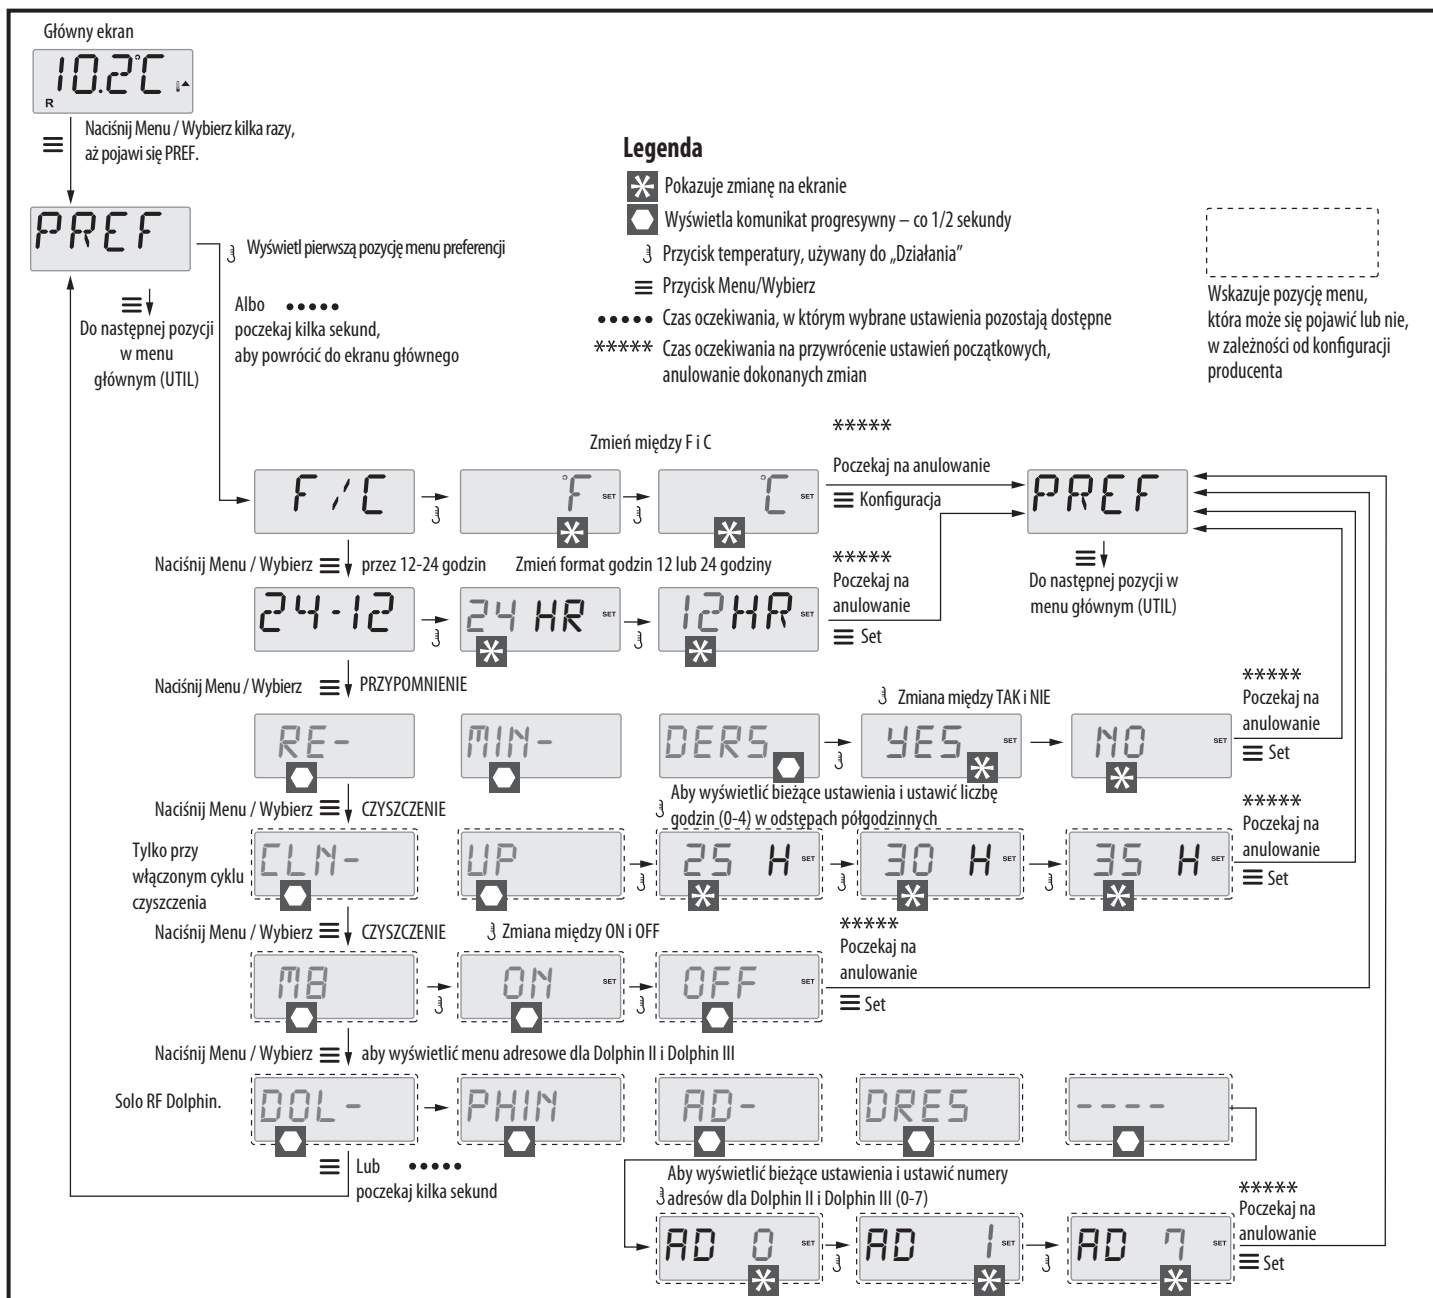 Główny ekran
10.2°C
R
Naciśnij Menu / Wybierz kilka razy,
aż pojawi się PREF.
PREF
Wyświetl pierwszą pozycję menu preferencji
Do następnej pozycji
w menu
głównym (UTIL)
Albo •••••
poczekaj kilka sekund,
aby powrócić do ekranu głównego
Legenda
Pokazuje zmianę na ekranie
Wyświetla komunikat progresywny – co 1/2 sekundy
Przycisk temperatury, używany do „Działania”
Przycisk Menu/Wybierz
••••• Czas oczekiwania, w którym wybrane ustawienia pozostają dostępne
***** Czas oczekiwania na przywrócenie ustawień początkowych,
anulowanie dokonanych zmian
Wskazuje pozycję menu,
która może się pojawić lub nie,
w zależności od konfiguracji
producenta
Zmień między F i C
*****
Poczekaj na anulowanie
Konfiguracja
F/C
°F SET
°C SET
PREF
Do następnej pozycji w
menu głównym (UTIL)
Naciśnij Menu / Wybierz przez 12-24 godzin
Zmień format godzin 12 lub 24 godziny
*****
Poczekaj na
anulowanie
Set
24-12
24 HR SET
12 HR SET
Naciśnij Menu / Wybierz PRZYPOMNIENIE
Zmiana między TAK i NIE
*****
Poczekaj na
anulowanie
Set
RE-
MIN-
DERS
YES SET
NO SET
Naciśnij Menu / Wybierz CZYSZCZENIE
Aby wyświetlić bieżące ustawienia i ustawić liczbę
godzin (0-4) w odstępach półgodzinnych
*****
Poczekaj na
anulowanie
Set
Tylko przy
włączonym cyklu
czyszczenia
CLN-
UP
25 H SET
30 H SET
35 H SET
Naciśnij Menu / Wybierz CZYSZCZENIE
Zmiana między ON i OFF
*****
Poczekaj na
anulowanie
Set
M8
ON SET
OFF SET
Naciśnij Menu / Wybierz aby wyświetlić menu adresowe dla Dolphin II i Dolphin III
Solo RF Dolphin.
DOL-
PHIN
AD-
DRES
----
Lub •••••
poczekaj kilka sekund
Aby wyświetlić bieżące ustawienia i ustawić numery
adresów dla Dolphin II i Dolphin III (0-7)
*****
Poczekaj na
anulowanie
Set
AD 0 SET
AD 1 SET
AD 7 SET